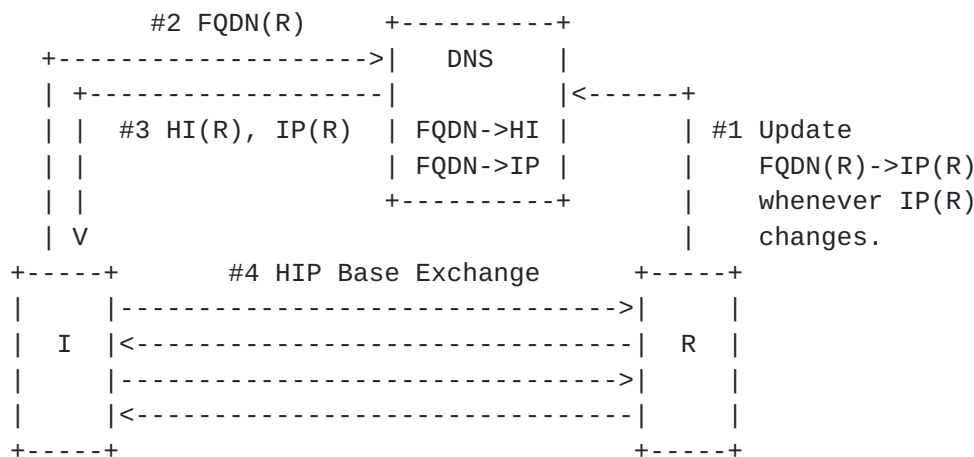 #2 FQDN(R)
DNS
#3 HI(R), IP(R) FQDN->HI #1 Update
FQDN->IP FQDN(R)->IP(R)
whenever IP(R)
changes.
#4 HIP Base Exchange
I R